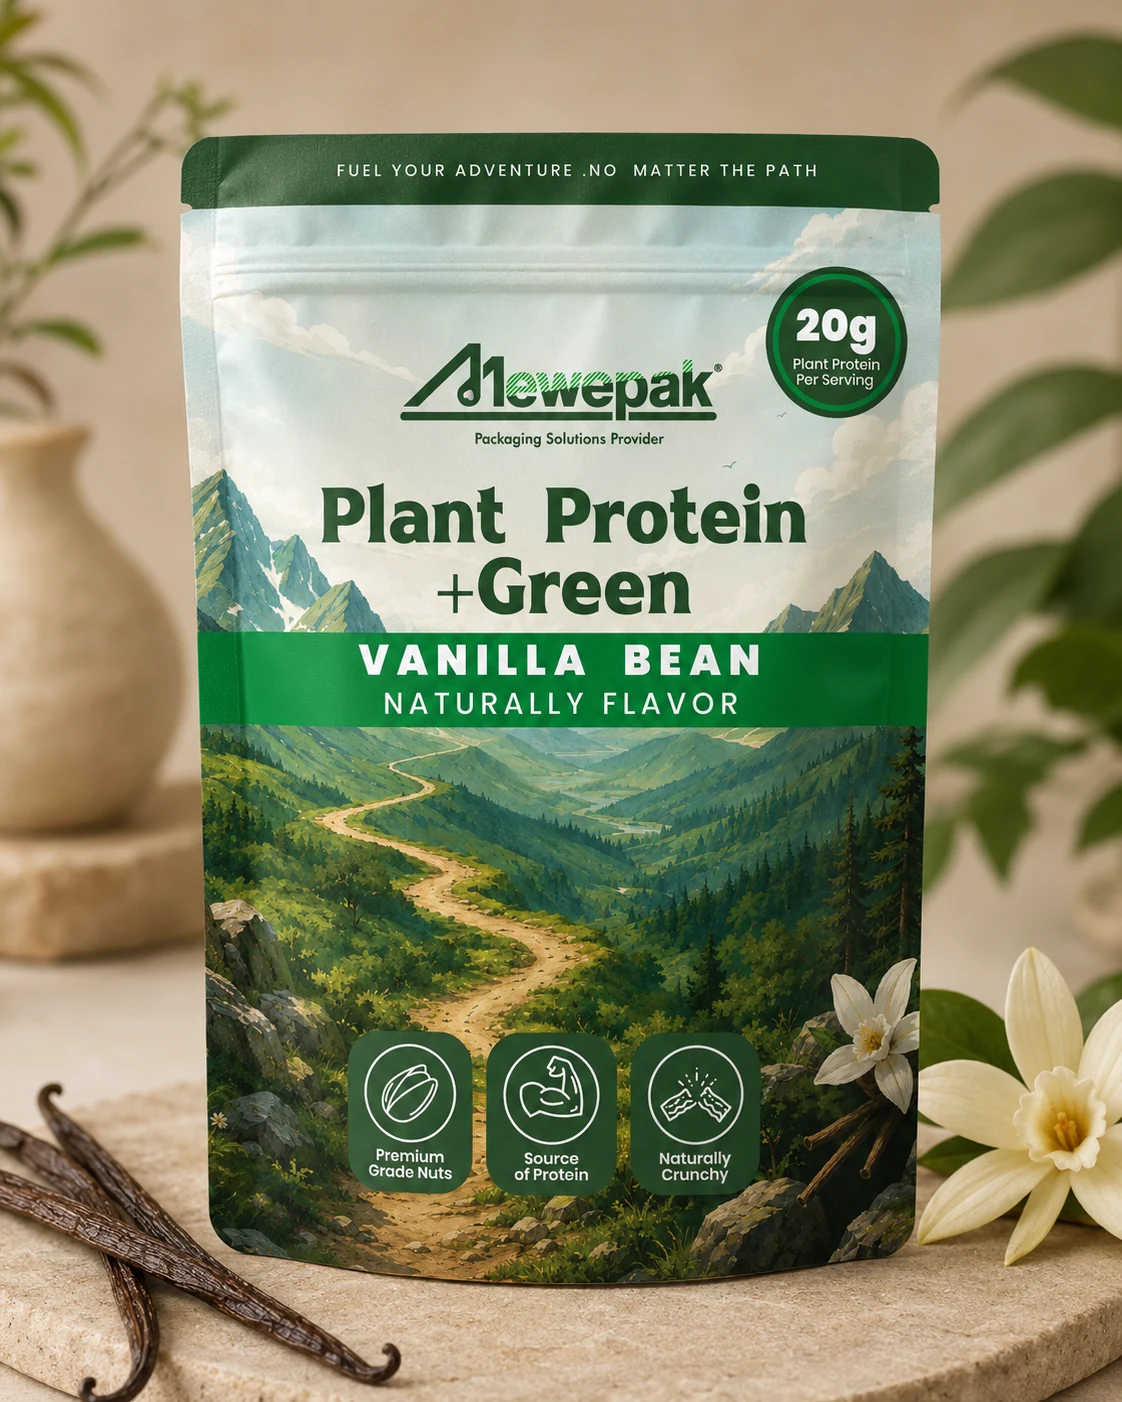 FUEL YOUR ADVENTURE .NO MATTER THE PATH
20g
Plant Protein
Per Serving
Mewepak®
Packaging Solutions Provider
Plant Protein
+Green
VANILLA BEAN
NATURALLY FLAVOR
Premium
Grade Nuts
Source
of Protein
Naturally
Crunchy